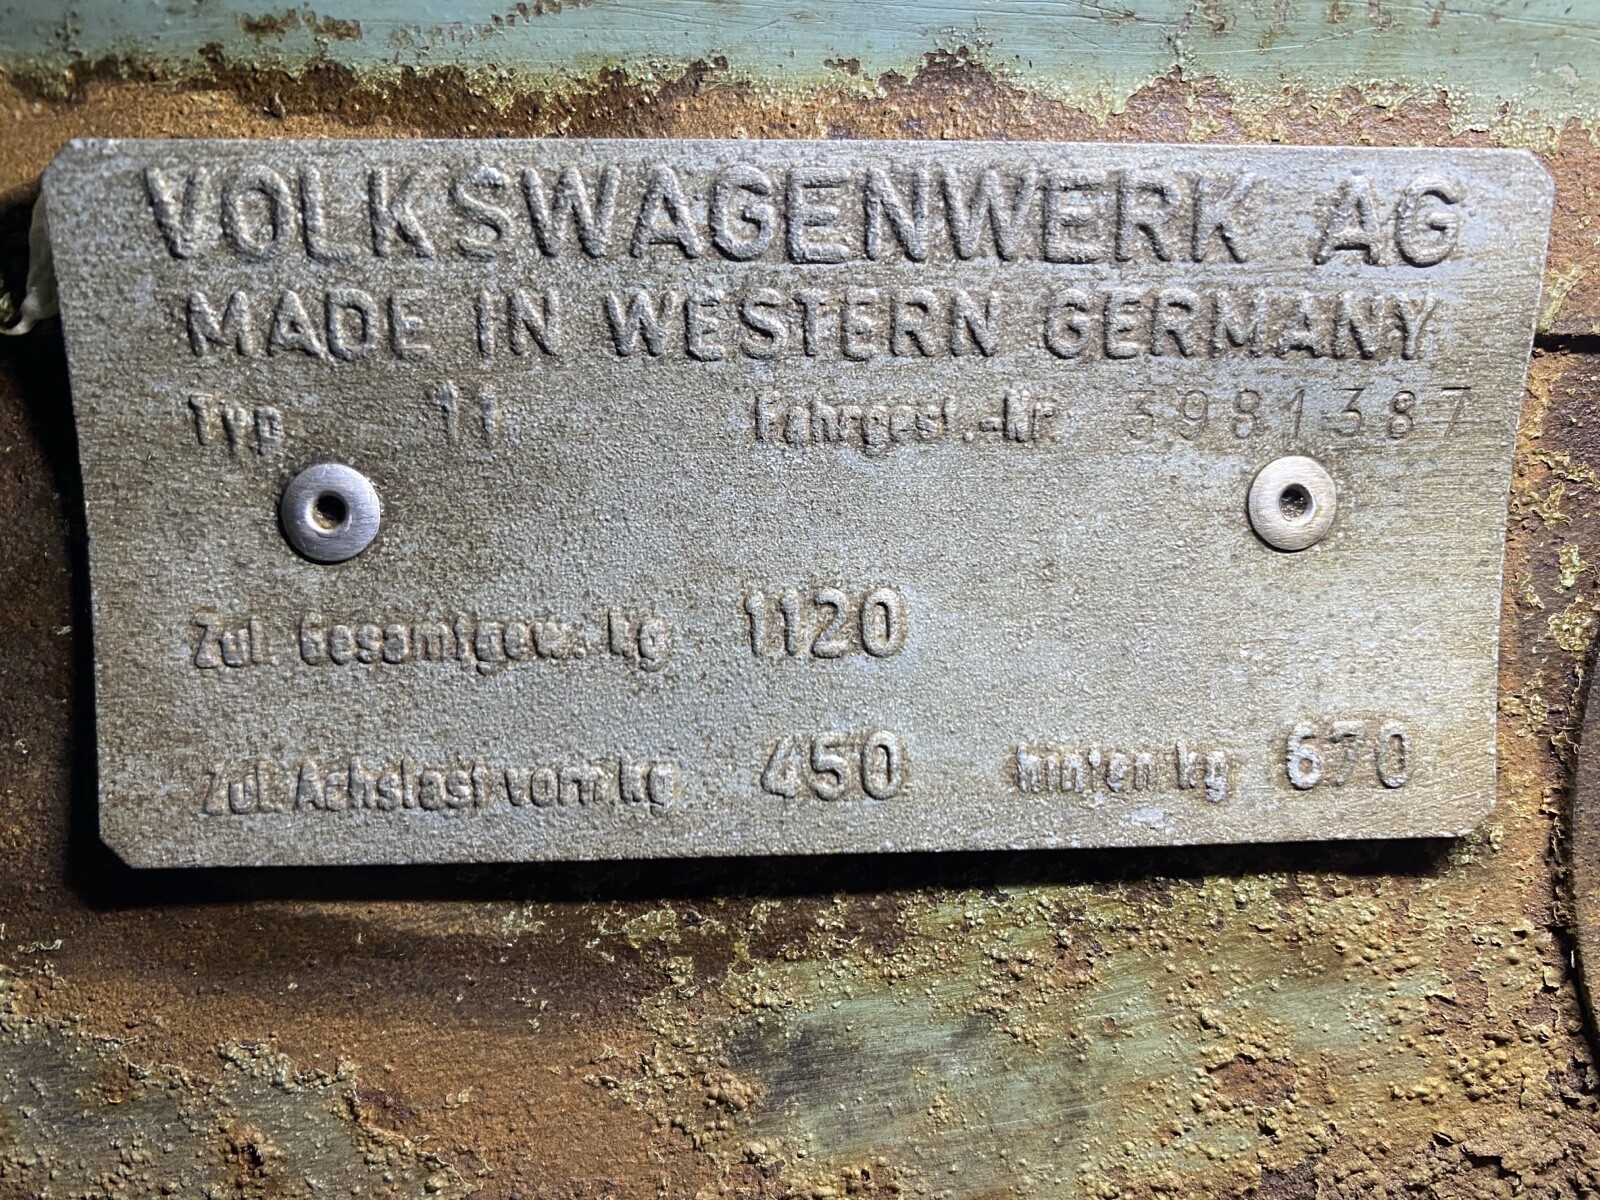 VOLKSWAGENWERK AG
MADE IN WESTERN GERMANY
Typ 11 Fahrgest.-Nr. 3981387
Zul. Gesamtgew. kg 1120
Zul. Achslast vorn kg 450 hinten kg 670